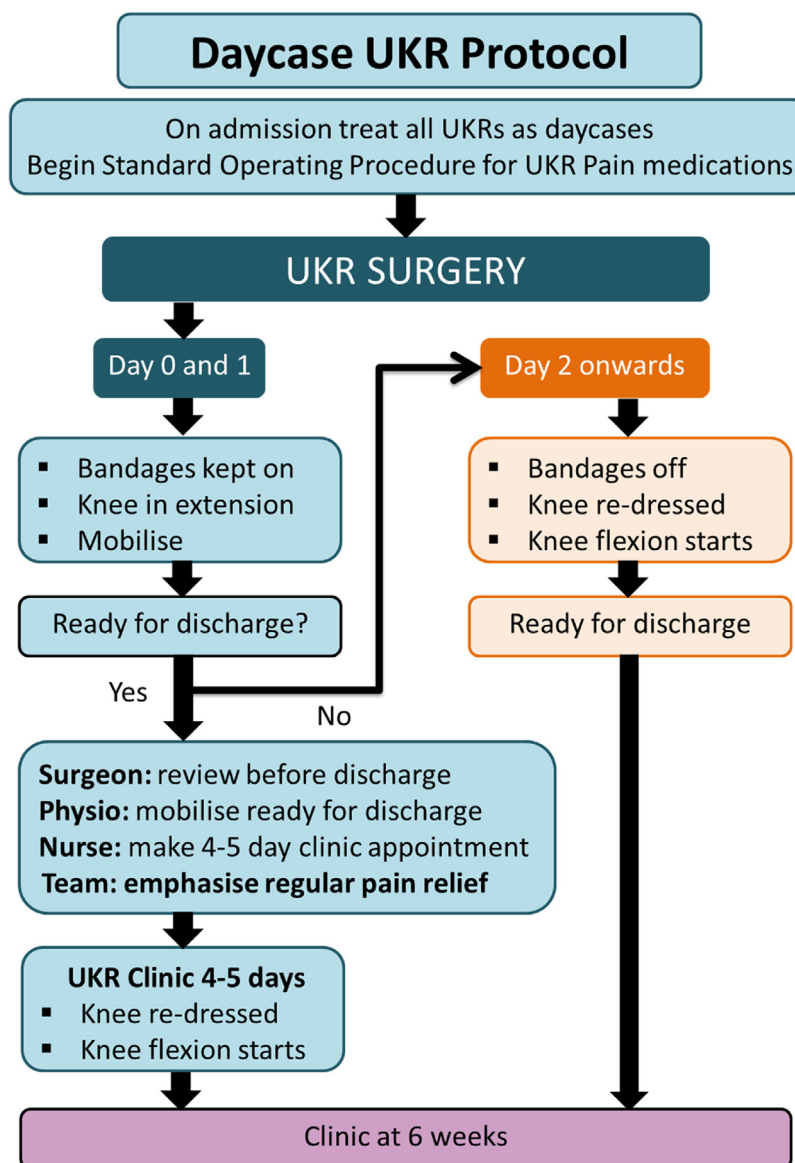 Daycase UKR Protocol
On admission treat all UKRs as daycases
Begin Standard Operating Procedure for UKR Pain medications
UKR SURGERY
Day 0 and 1
▪ Bandages kept on
▪ Knee in extension
▪ Mobilise
Ready for discharge?
Yes
No
Day 2 onwards
▪ Bandages off
▪ Knee re-dressed
▪ Knee flexion starts
Ready for discharge
Surgeon: review before discharge
Physio: mobilise ready for discharge
Nurse: make 4-5 day clinic appointment
Team: emphasise regular pain relief
UKR Clinic 4-5 days
▪ Knee re-dressed
▪ Knee flexion starts
Clinic at 6 weeks